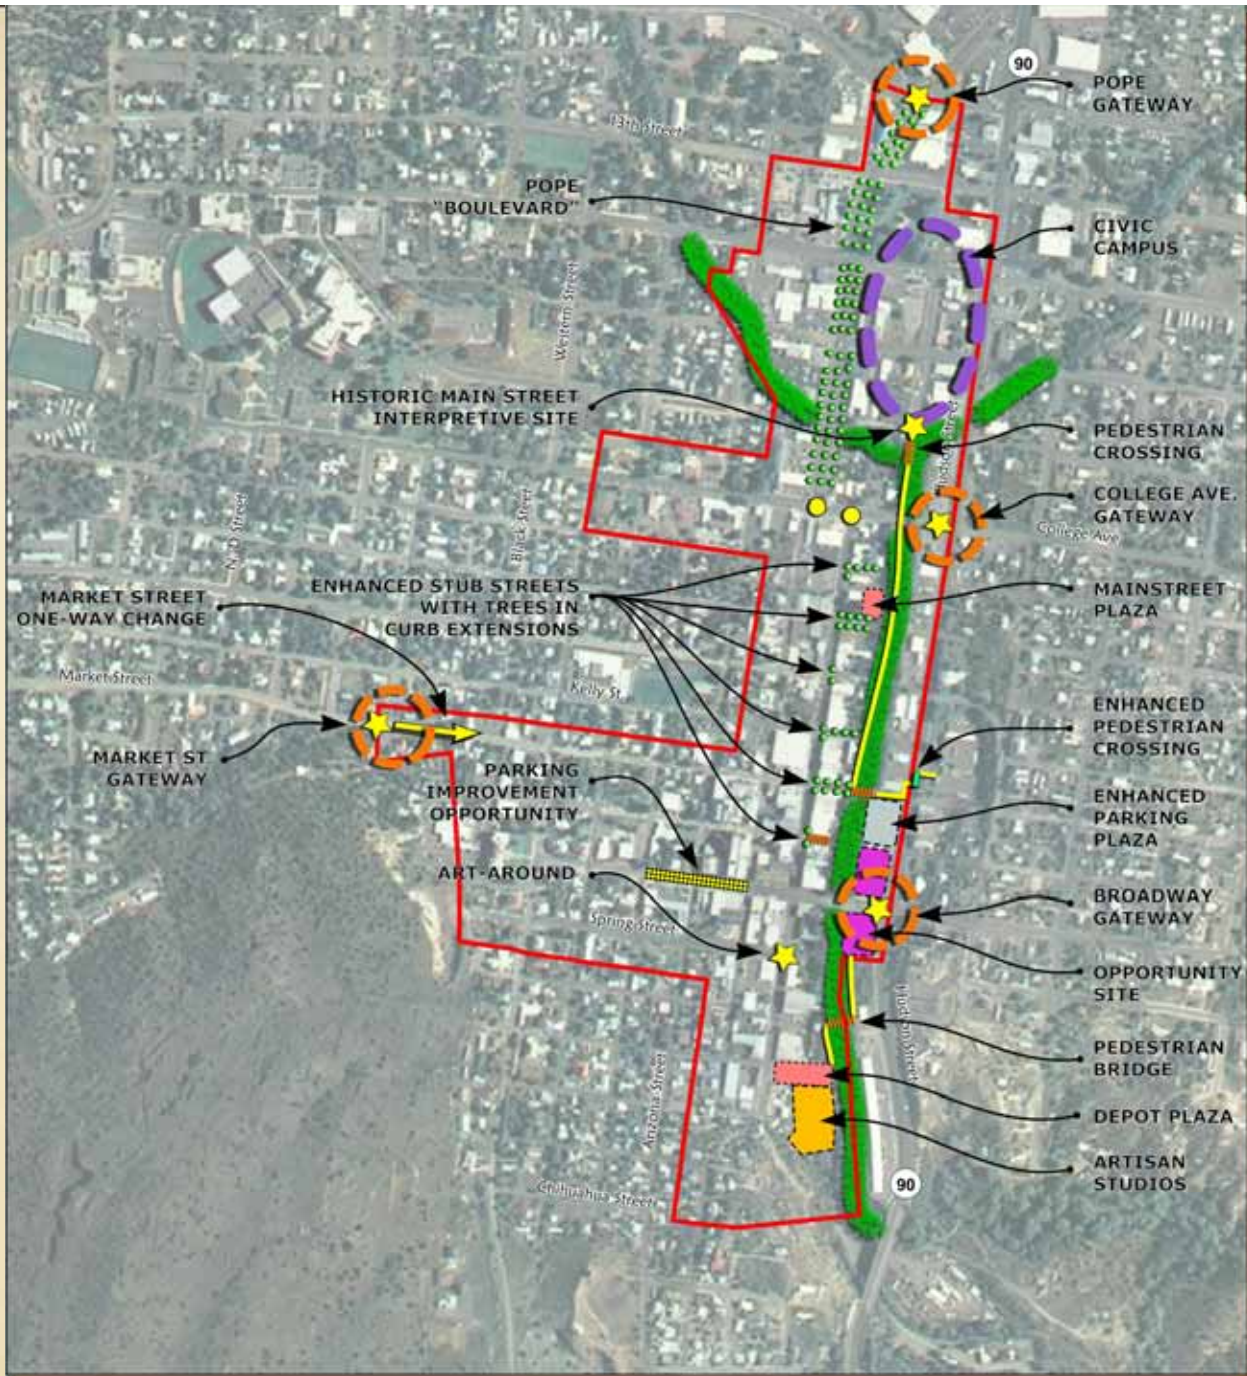 90
POPE
GATEWAY
13th Street
POPE
"BOULEVARD"
CIVIC
CAMPUS
Western Street
HISTORIC MAIN STREET
INTERPRETIVE SITE
PEDESTRIAN
CROSSING
Hudson Street
COLLEGE AVE.
GATEWAY
College Ave
N. D Street
Black Street
MARKET STREET
ONE-WAY CHANGE
ENHANCED STUB STREETS
WITH TREES IN
CURB EXTENSIONS
MAINSTREET
PLAZA
Market Street
Kelly St
MARKET ST
GATEWAY
ENHANCED
PEDESTRIAN
CROSSING
PARKING
IMPROVEMENT
OPPORTUNITY
ENHANCED
PARKING
PLAZA
ART-AROUND
BROADWAY
GATEWAY
Spring Street
OPPORTUNITY
SITE
Hudson Street
PEDESTRIAN
BRIDGE
Arizona Street
DEPOT PLAZA
ARTISAN
STUDIOS
Chihuahua Street
90